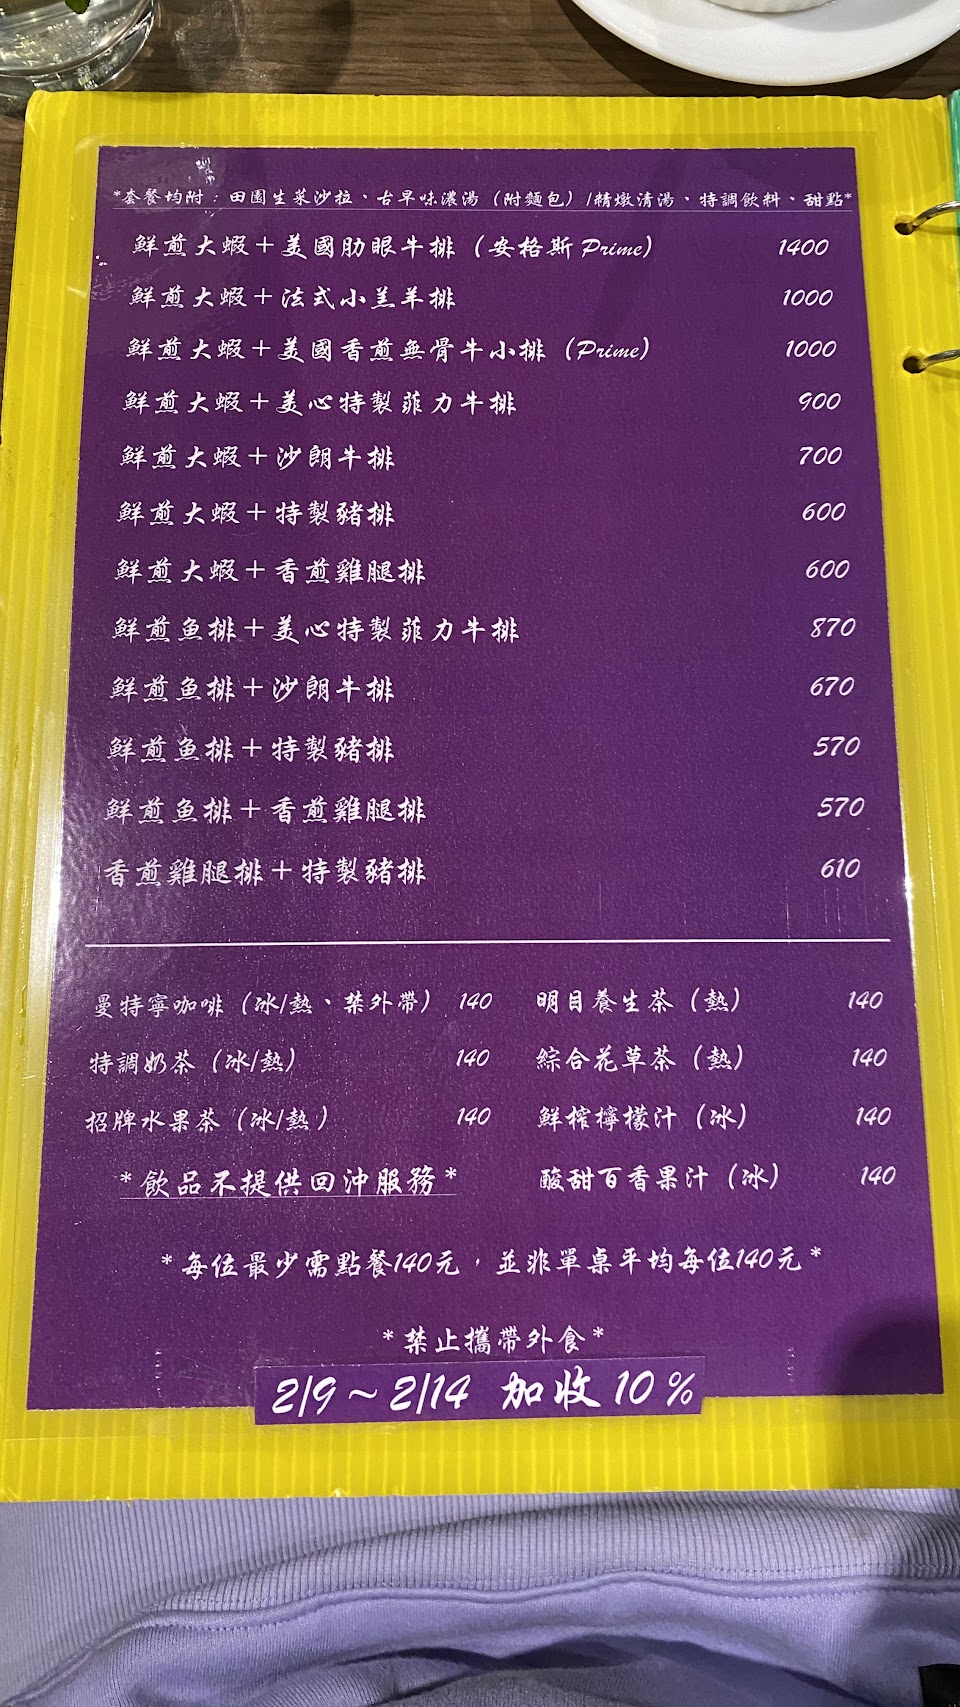 *套餐均附：田園生菜沙拉、古早味濃湯（附麵包）/精燉清湯、特調飲料、甜點*
鮮煎大蝦＋美國肋眼牛排（安格斯Prime） 1400
鮮煎大蝦＋法式小羔羊排 1000
鮮煎大蝦＋美國香煎無骨牛小排（Prime） 1000
鮮煎大蝦＋美心特製菲力牛排 900
鮮煎大蝦＋沙朗牛排 700
鮮煎大蝦＋特製豬排 600
鮮煎大蝦＋香煎雞腿排 600
鮮煎魚排＋美心特製菲力牛排 870
鮮煎魚排＋沙朗牛排 670
鮮煎魚排＋特製豬排 570
鮮煎魚排＋香煎雞腿排 570
香煎雞腿排＋特製豬排 610
曼特寧咖啡（冰/熱、禁外帶） 140
特調奶茶（冰/熱） 140
招牌水果茶（冰/熱） 140
*飲品不提供回沖服務*
明目養生茶（熱） 140
綜合花草茶（熱） 140
鮮榨檸檬汁（冰） 140
酸甜百香果汁（冰） 140
*每位最少需點餐140元，並非單桌平均每位140元*
*禁止攜帶外食*
2/9～2/14 加收10%